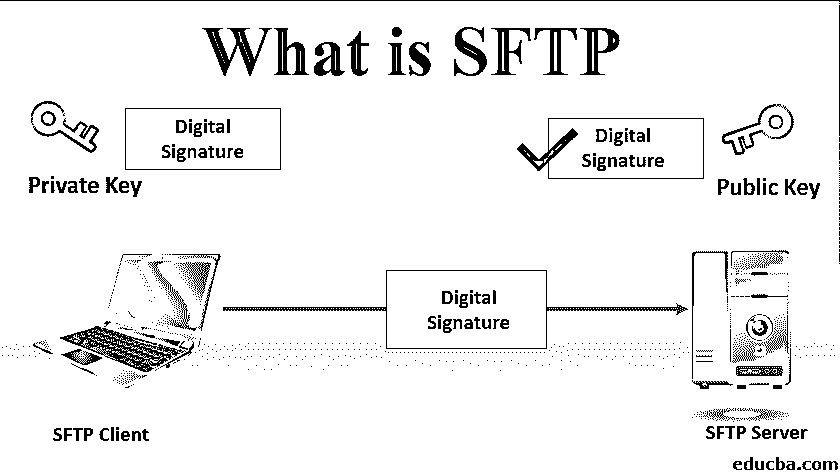 What is SFTP
Digital
Signature
Private Key
Digital
Signature
Public Key
Digital
Signature
SFTP Client
SFTP Server
educba.com